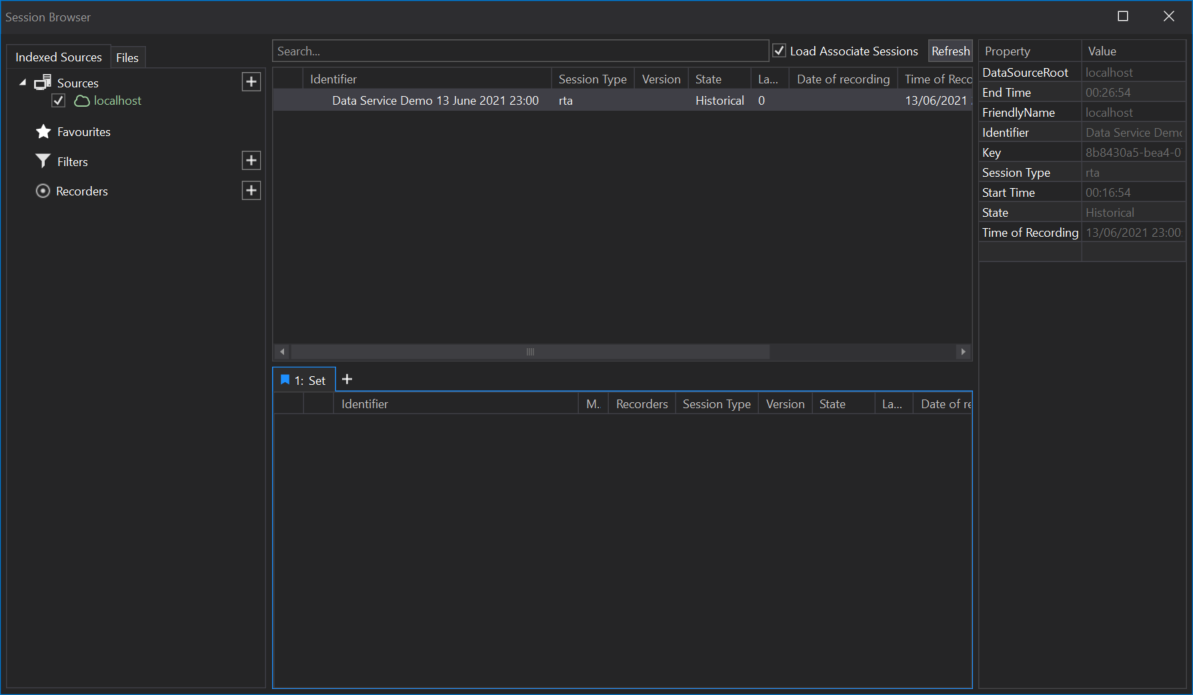 Session Browser
Indexed Sources Files
Sources
localhost
Favourites
Filters
Recorders
Search...
Load Associate Sessions Refresh
Identifier Session Type Version State La... Date of recording Time of Reco
Data Service Demo 13 June 2021 23:00 rta Historical 0 13/06/2021
1: Set
Identifier M. Recorders Session Type Version State La... Date of re
Property Value
DataSourceRoot localhost
End Time 00:26:54
FriendlyName localhost
Identifier Data Service Demo
Key 8b8430a5-bea4-0
Session Type rta
Start Time 00:16:54
State Historical
Time of Recording 13/06/2021 23:00